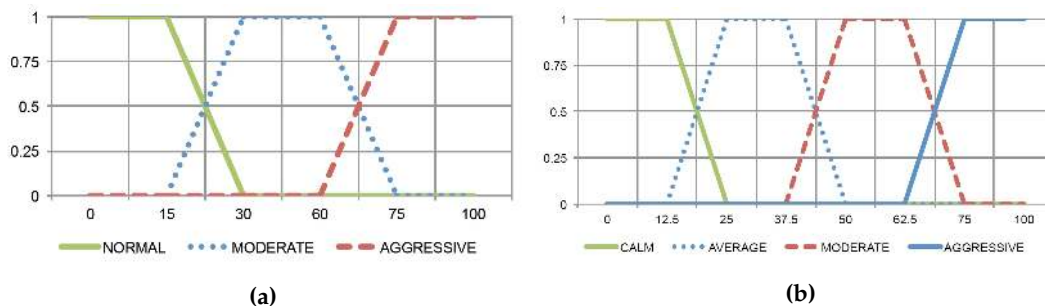 1
0.75
0.5
0.25
0
0 15 30 60 75 100
NORMAL MODERATE AGGRESSIVE
(a)
1
0.75
0.5
0.25
0
0 12.5 25 37.5 50 62.5 75 100
CALM AVERAGE MODERATE AGGRESSIVE
(b)